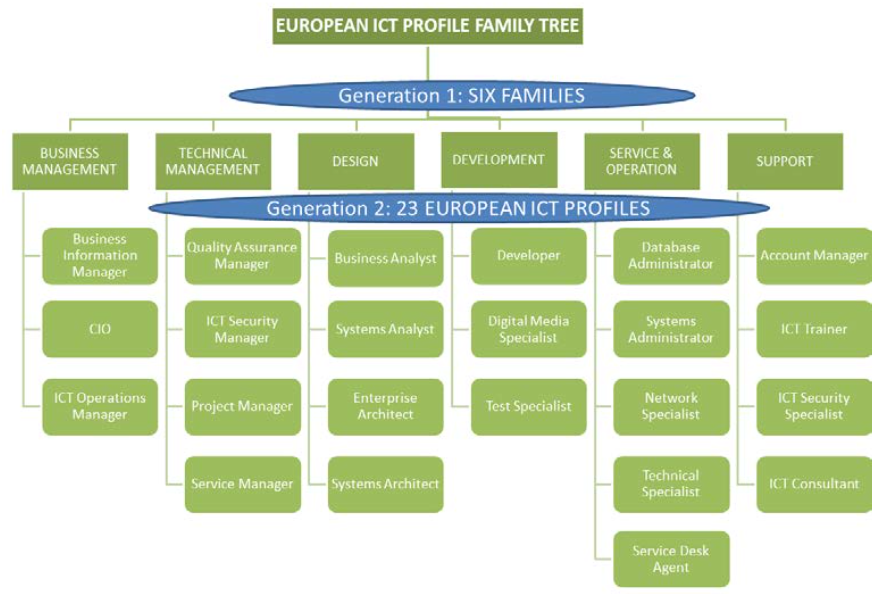 EUROPEAN ICT PROFILE FAMILY TREE
Generation 1: SIX FAMILIES
BUSINESS
MANAGEMENT
TECHNICAL
MANAGEMENT
DESIGN
DEVELOPMENT
SERVICE &
OPERATION
SUPPORT
Generation 2: 23 EUROPEAN ICT PROFILES
Business
Information
Manager
CIO
ICT Operations
Manager
Quality Assurance
Manager
ICT Security
Manager
Project Manager
Service Manager
Business Analyst
Systems Analyst
Enterprise
Architect
Systems Architect
Developer
Digital Media
Specialist
Test Specialist
Database
Administrator
Systems
Administrator
Network
Specialist
Technical
Specialist
Service Desk
Agent
Account Manager
ICT Trainer
ICT Security
Specialist
ICT Consultant